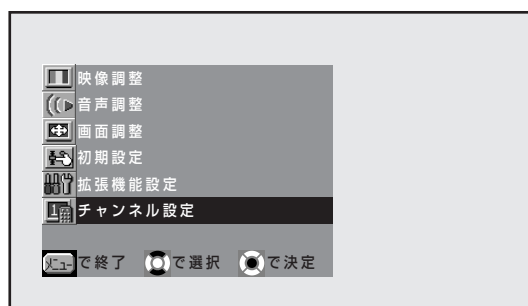 映像調整
音声調整
画面調整
初期設定
拡張機能設定
1 チャンネル設定
メニューで終了 で選択 で決定